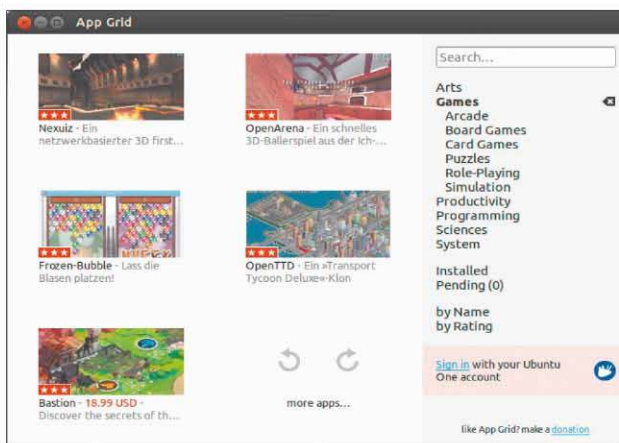 App Grid
Nexuiz - Ein
netzwerkbasierter 3D first...
OpenArena - Ein schnelles
3D-Ballerspiel aus der Ich-...
Frozen-Bubble - Lass die
Blasen platzen!
OpenTTD - Ein »Transport
Tycoon Deluxe«-Klon
Bastion - 18.99 USD -
Discover the secrets of th...
more apps...
Search...
Arts
Games
Arcade
Board Games
Card Games
Puzzles
Role-Playing
Simulation
Productivity
Programming
Sciences
System
Installed
Pending (0)
by Name
by Rating
Sign in with your Ubuntu
One account
like App Grid? make a donation